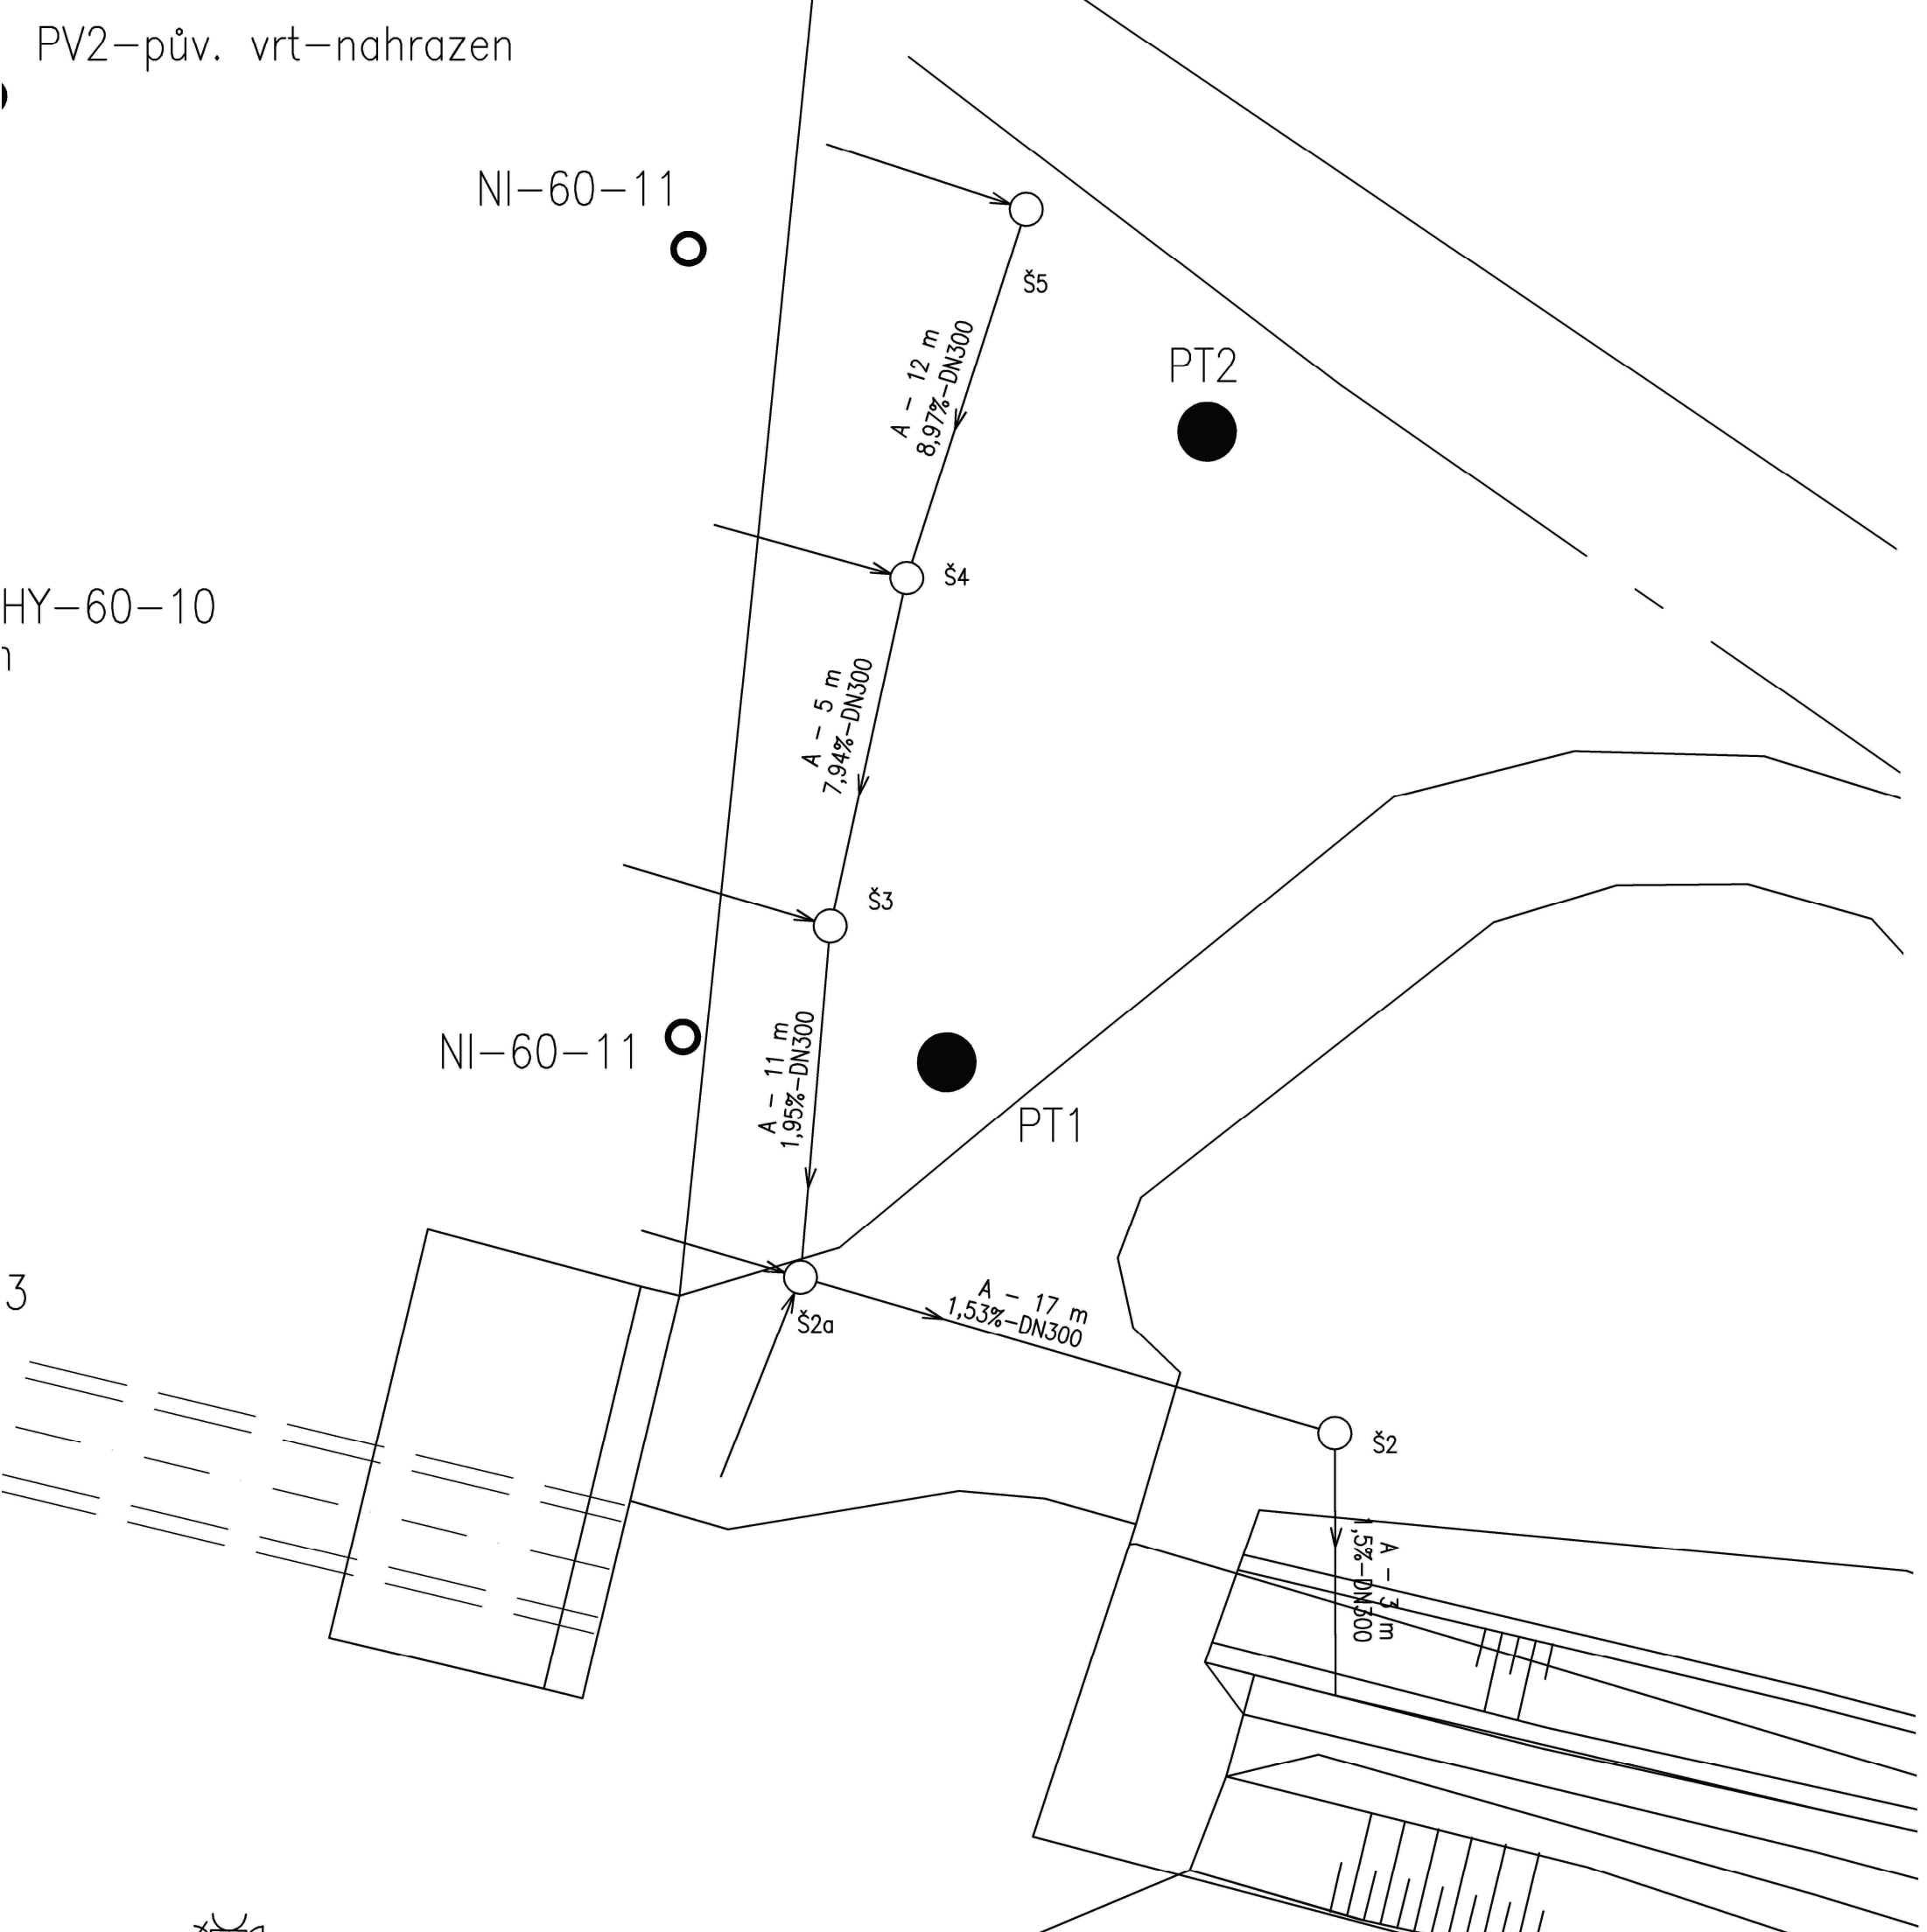 PV2-pův. vrt-nahrazen
NI-60-11
Š5
A - 12 m
8,97%-DN300
PT2
Š4
HY-60-10
A - 5 m
7,94%-DN300
Š3
NI-60-11
A - 11 m
1,95%-DN300
PT1
3
Š2a
A - 17 m
1,53%-DN300
Š2
A - 3 m
1,5%-DN300